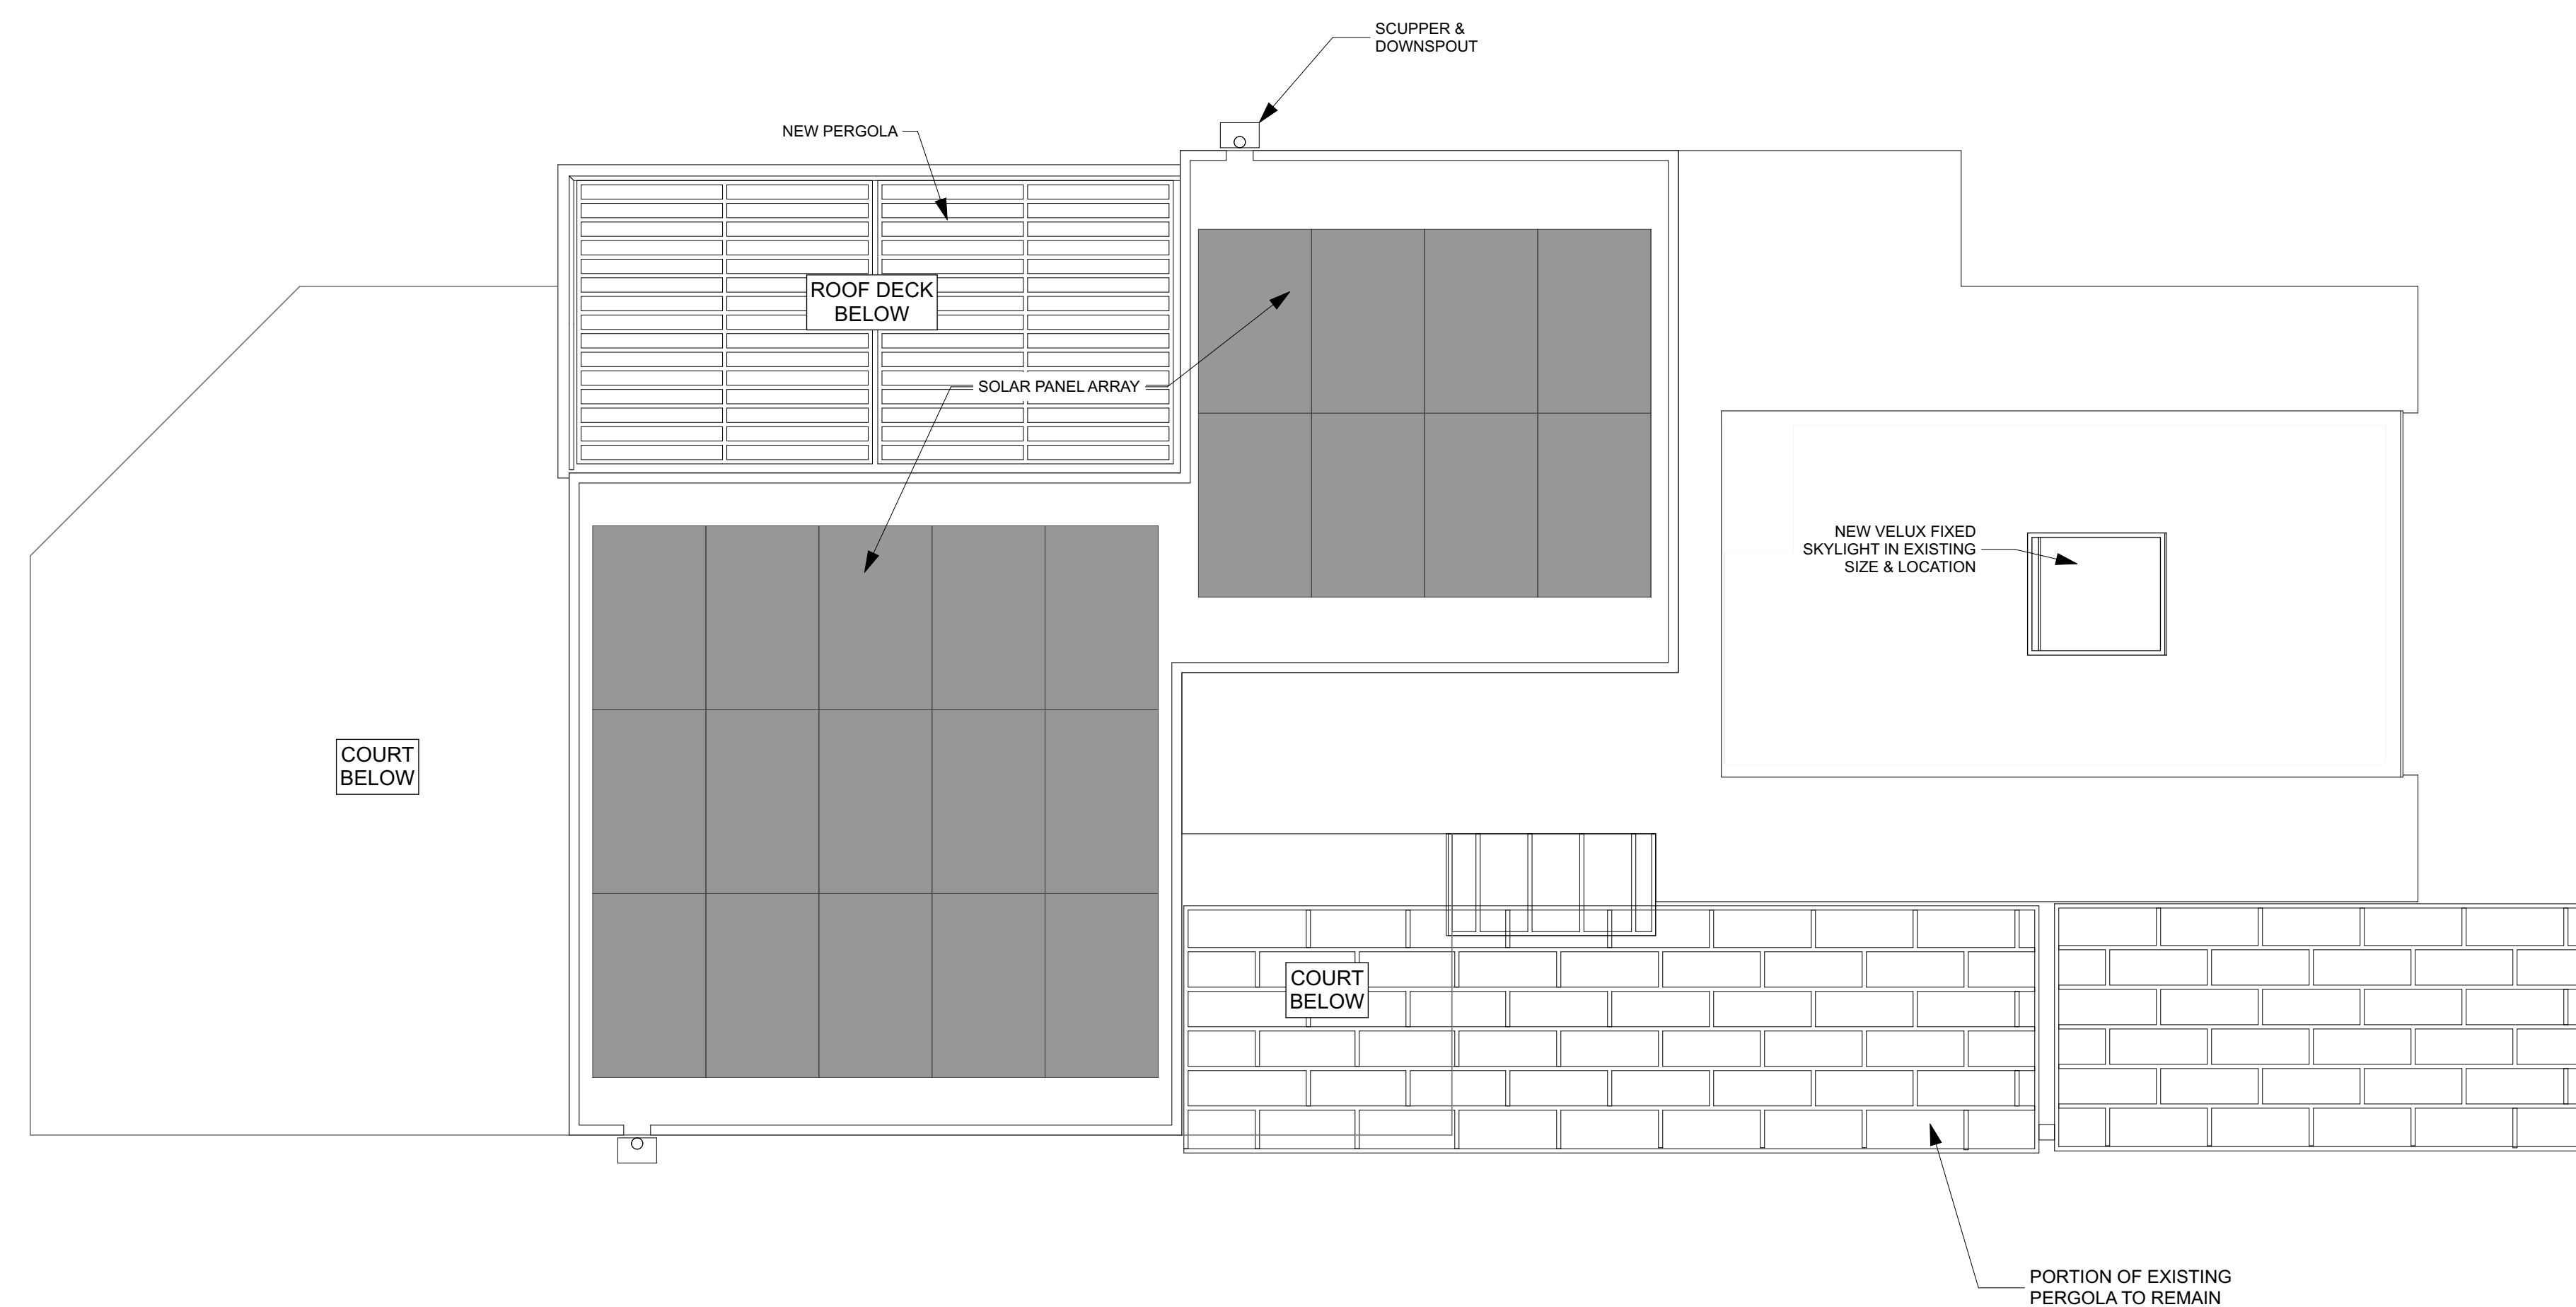 SCUPPER &
DOWNSPOUT
NEW PERGOLA
ROOF DECK
BELOW
SOLAR PANEL ARRAY
NEW VELUX FIXED
SKYLIGHT IN EXISTING
SIZE & LOCATION
COURT
BELOW
COURT
BELOW
PORTION OF EXISTING
PERGOLA TO REMAIN